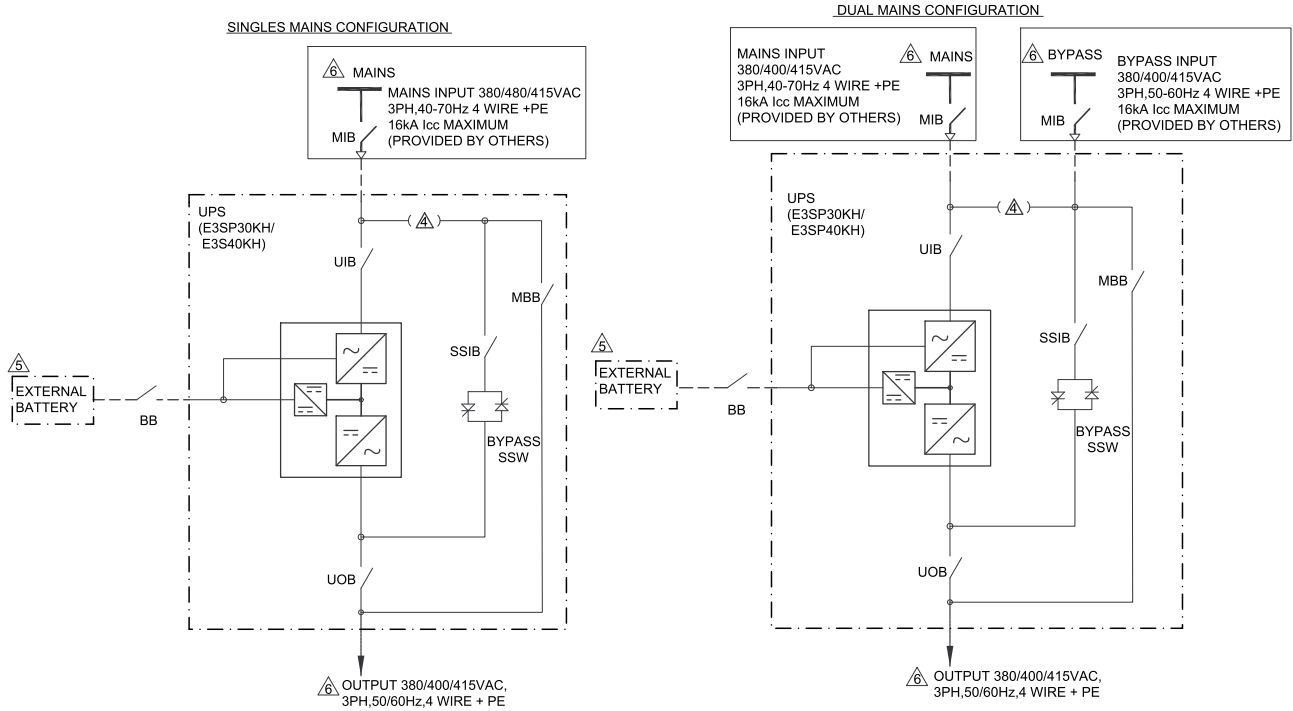 SINGLES MAINS CONFIGURATION
6 MAINS
MAINS INPUT 380/480/415VAC
3PH,40-70Hz 4 WIRE +PE
16kA Icc MAXIMUM
(PROVIDED BY OTHERS)
MIB
UPS
(E3SP30KH/
E3S40KH)
4
UIB
MBB
SSIB
5
EXTERNAL
BATTERY
BB
BYPASS
SSW
UOB
6 OUTPUT 380/400/415VAC,
3PH,50/60Hz,4 WIRE + PE
DUAL MAINS CONFIGURATION
MAINS INPUT
380/400/415VAC
3PH,40-70Hz 4 WIRE +PE
16kA Icc MAXIMUM
(PROVIDED BY OTHERS)
6 MAINS
MIB
6 BYPASS
MIB
BYPASS INPUT
380/400/415VAC
3PH,50-60Hz 4 WIRE +PE
16kA Icc MAXIMUM
(PROVIDED BY OTHERS)
UPS
(E3SP30KH/
E3SP40KH)
4
UIB
MBB
SSIB
5
EXTERNAL
BATTERY
BB
BYPASS
SSW
UOB
6 OUTPUT 380/400/415VAC,
3PH,50/60Hz,4 WIRE + PE